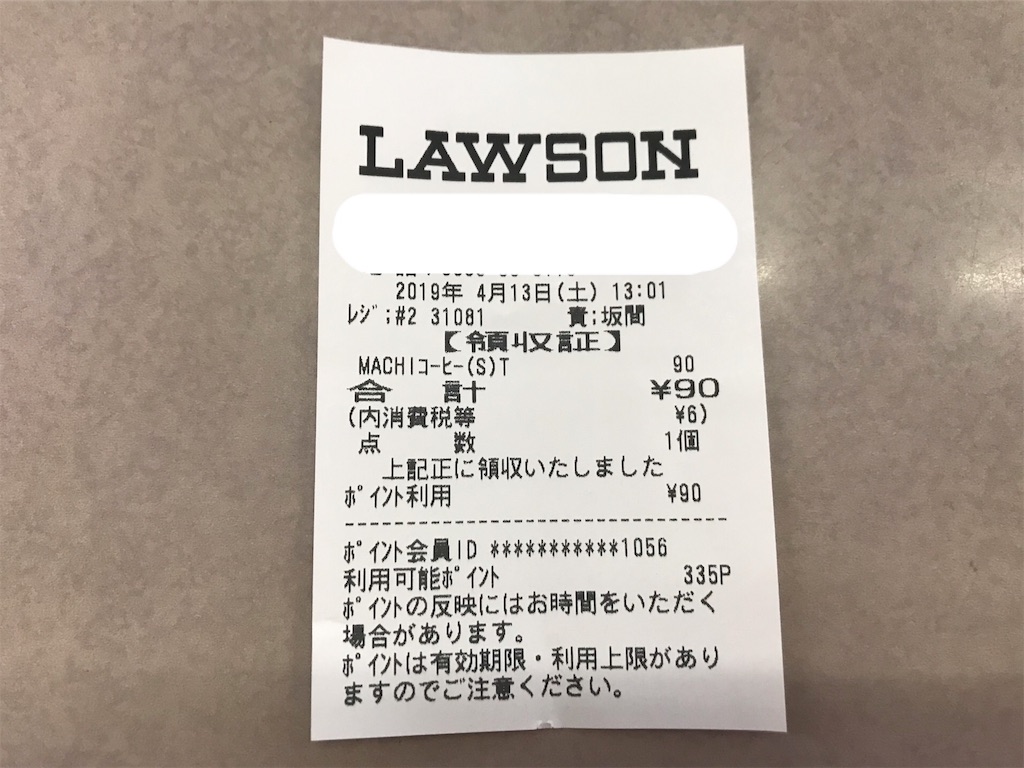 LAWSON
2019年 4月13日(土) 13:01
ﾚｼﾞ;#2 31081 責;坂間
【領収証】
MACHIｺｰﾋｰ(S)T 90
合 計 ¥90
(内消費税等 ¥6)
点 数 1個
上記正に領収いたしました
ﾎﾟｲﾝﾄ利用 ¥90
--------------------------------
ﾎﾟｲﾝﾄ会員ID ***********1056
利用可能ﾎﾟｲﾝﾄ 335P
ﾎﾟｲﾝﾄの反映にはお時間をいただく
場合があります。
ﾎﾟｲﾝﾄは有効期限・利用上限があり
ますのでご注意ください。